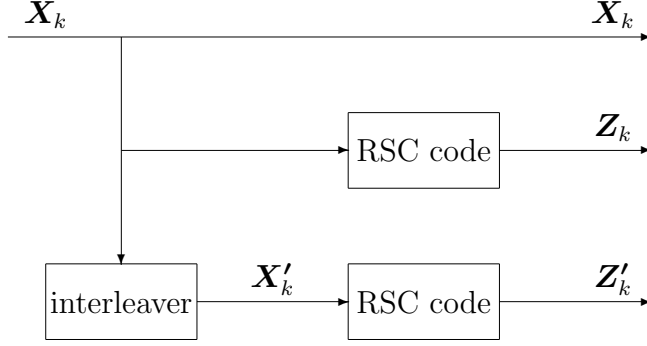 X_k X_k
RSC code Z_k
interleaver X'_k RSC code Z'_k